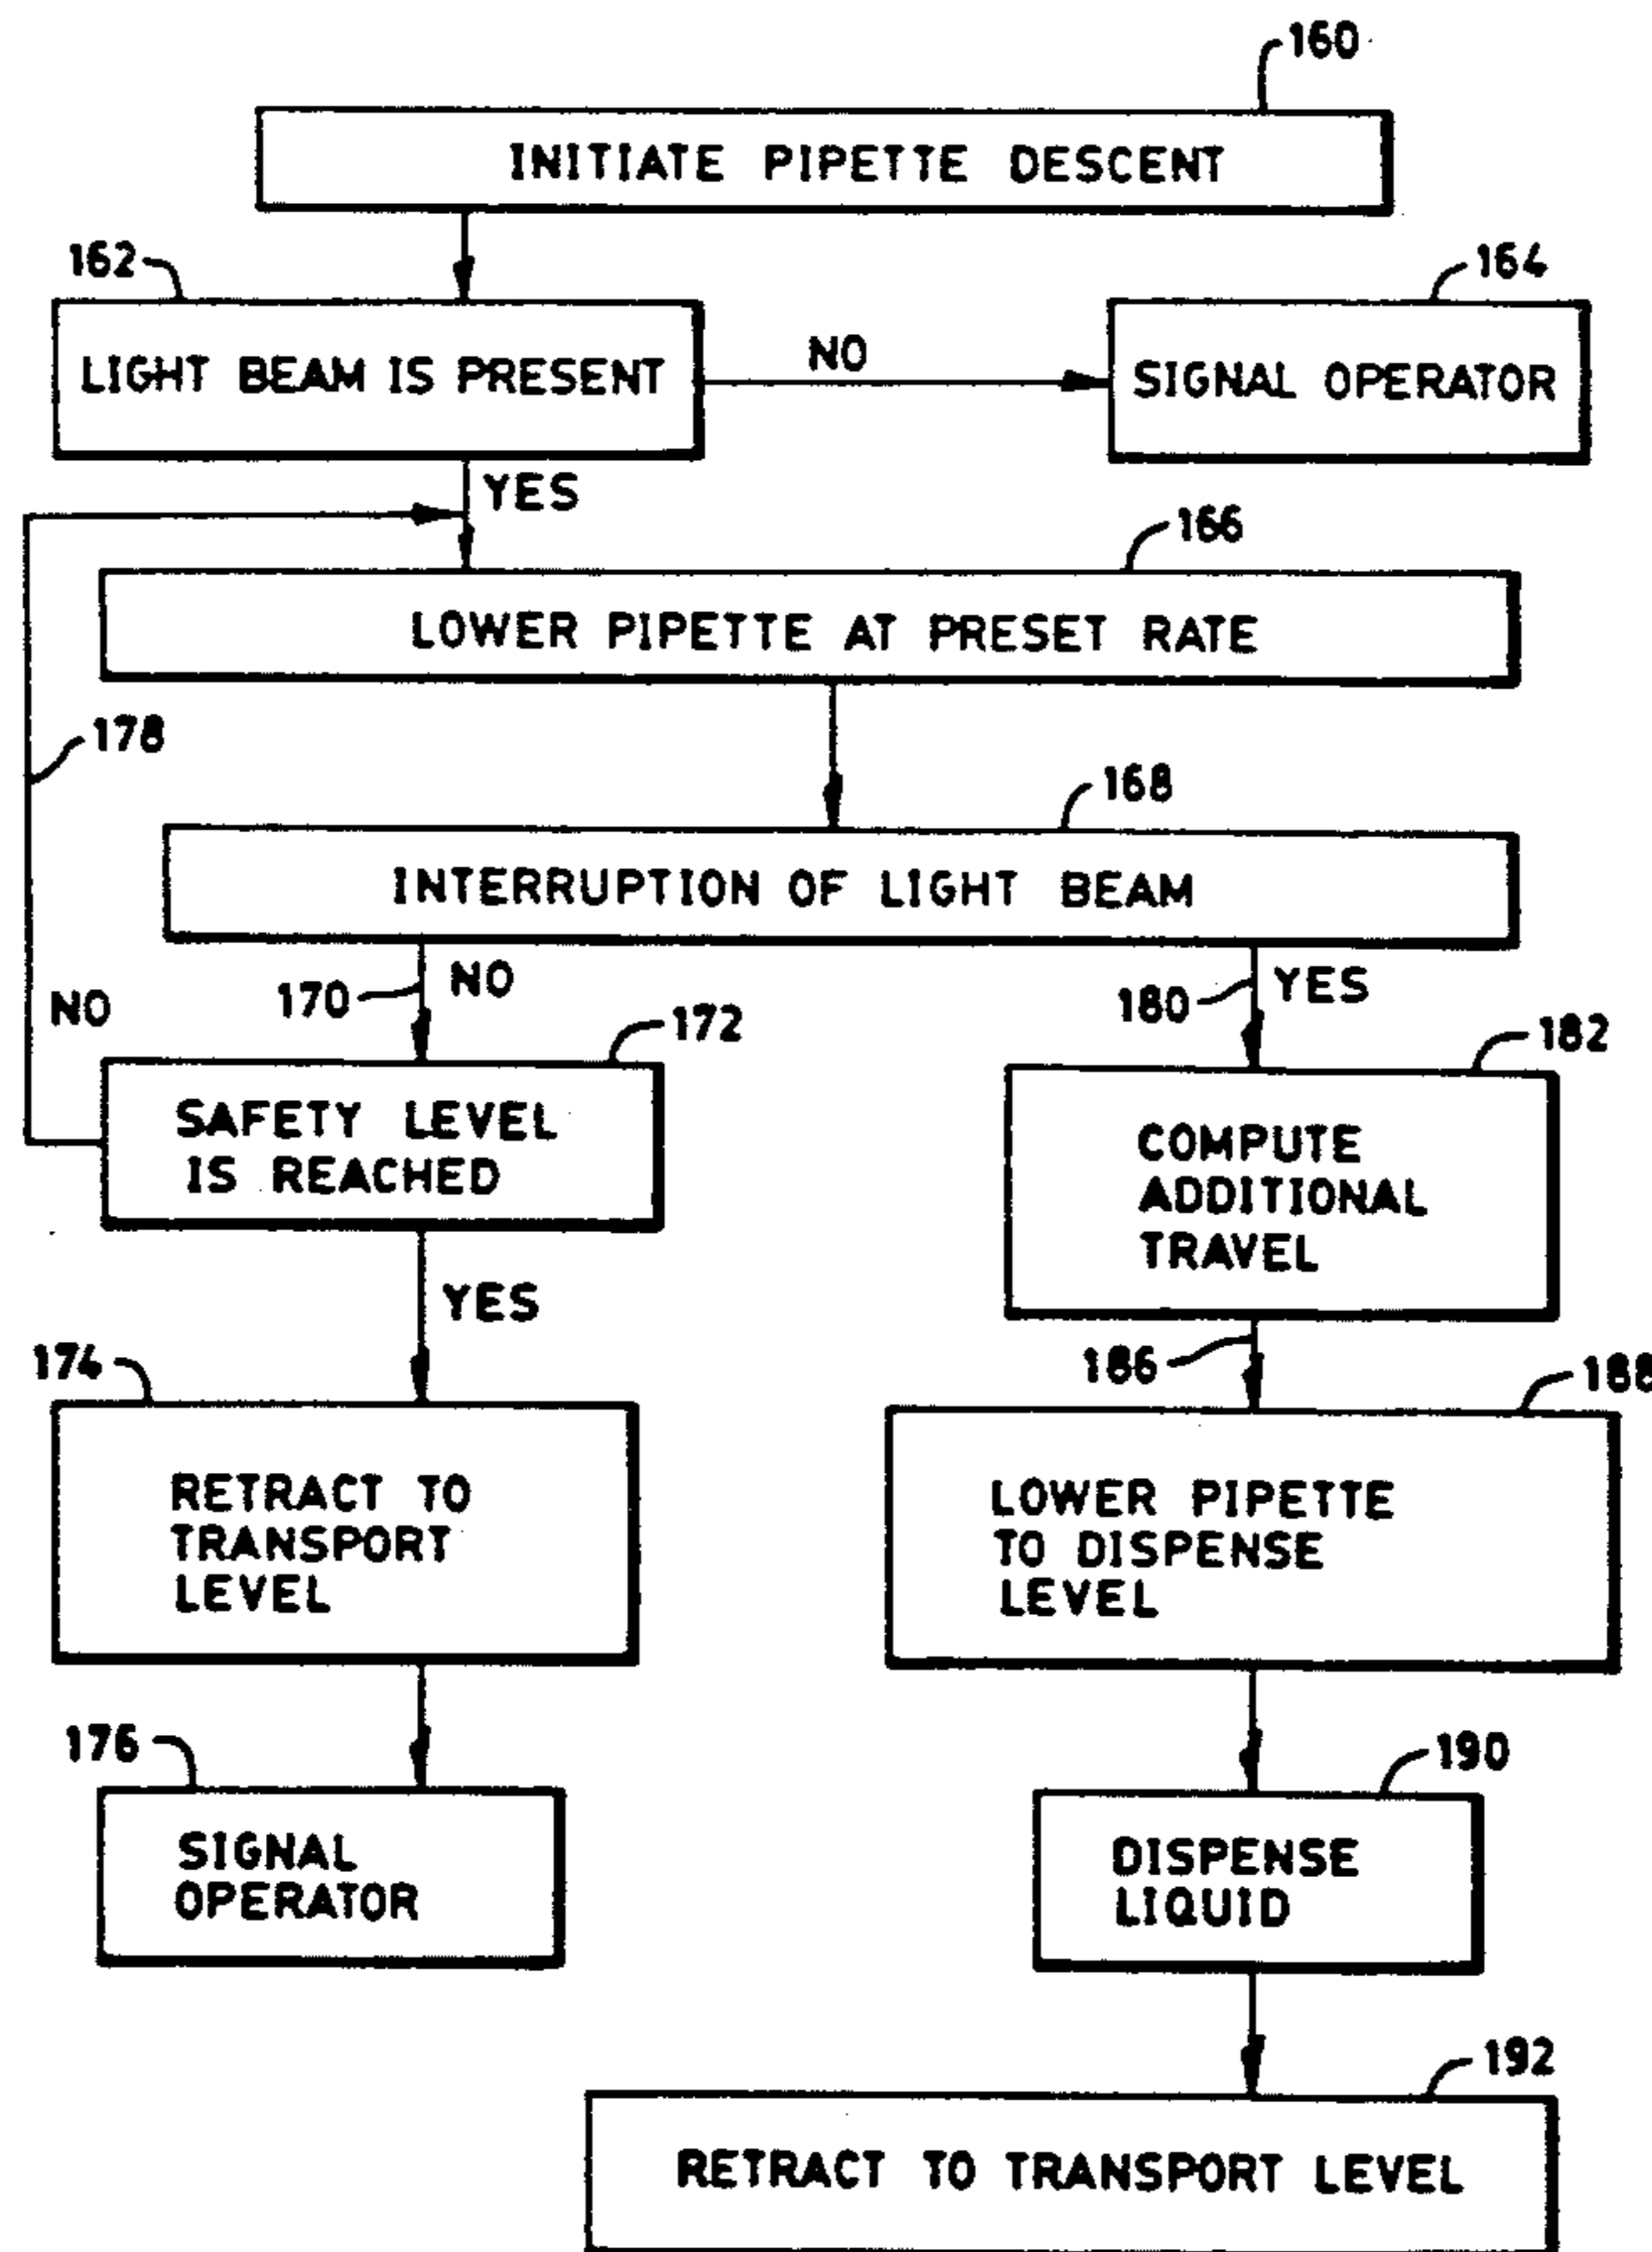 160
INITIATE PIPETTE DESCENT
162
164
LIGHT BEAM IS PRESENT
NO
SIGNAL OPERATOR
YES
166
LOWER PIPETTE AT PRESET RATE
178
168
INTERRUPTION OF LIGHT BEAM
170
NO
180
YES
NO
172
182
SAFETY LEVEL
IS REACHED
COMPUTE
ADDITIONAL
TRAVEL
YES
186
174
188
RETRACT TO
TRANSPORT
LEVEL
LOWER PIPETTE
TO DISPENSE
LEVEL
176
190
SIGNAL
OPERATOR
DISPENSE
LIQUID
192
RETRACT TO TRANSPORT LEVEL